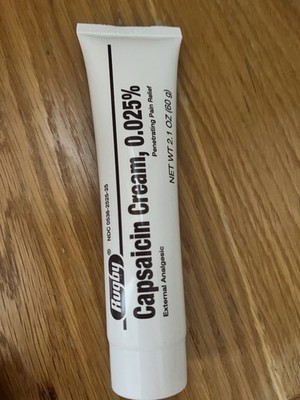 Rugby®
NDC 0536-2525-25
Capsaicin Cream, 0.025%
Penetrating Pain Relief
External Analgesic
NET WT 2.1 OZ (60 g)